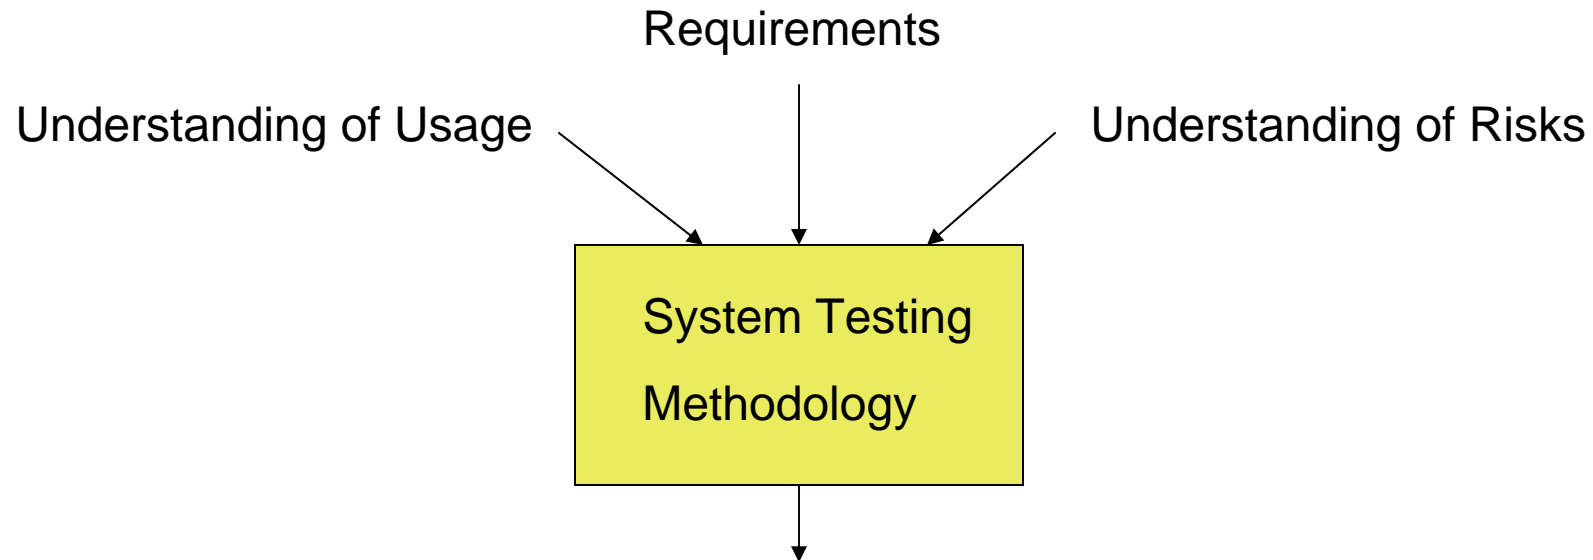 Requirements
Understanding of Usage
Understanding of Risks
System Testing
Methodology